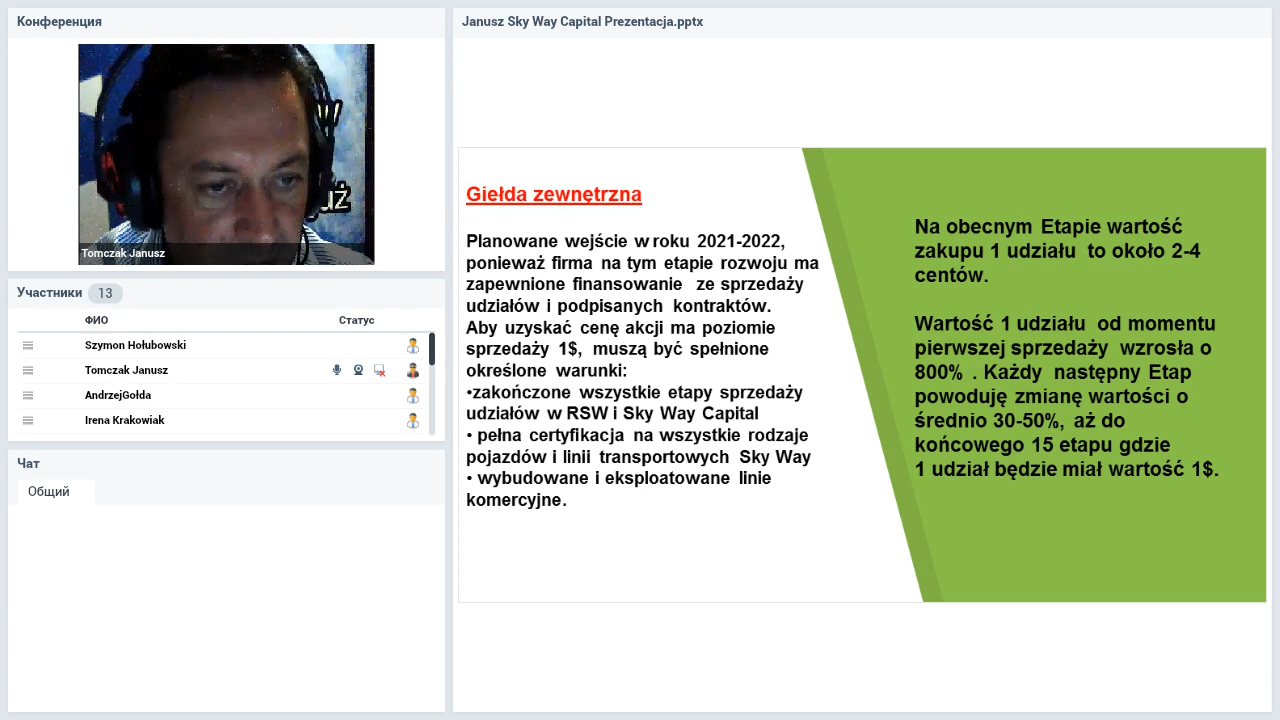 Конференция
W
uż
Tomczak Janusz
Участники 13
ФИО Статус
Szymon Hołubowski
Tomczak Janusz
AndrzejGołda
Irena Krakowiak
Чат
Общий
Janusz Sky Way Capital Prezentacja.pptx
Giełda zewnętrzna
Planowane wejście w roku 2021-2022,
ponieważ firma na tym etapie rozwoju ma
zapewnione finansowanie ze sprzedaży
udziałów i podpisanych kontraktów.
Aby uzyskać cenę akcji ma poziomie
sprzedaży 1$, muszą być spełnione
określone warunki:
•zakończone wszystkie etapy sprzedaży
udziałów w RSW i Sky Way Capital
• pełna certyfikacja na wszystkie rodzaje
pojazdów i linii transportowych Sky Way
• wybudowane i eksploatowane linie
komercyjne.
Na obecnym Etapie wartość
zakupu 1 udziału to około 2-4
centów.
Wartość 1 udziału od momentu
pierwszej sprzedaży wzrosła o
800% . Każdy następny Etap
powoduję zmianę wartości o
średnio 30-50%, aż do
końcowego 15 etapu gdzie
1 udział będzie miał wartość 1$.